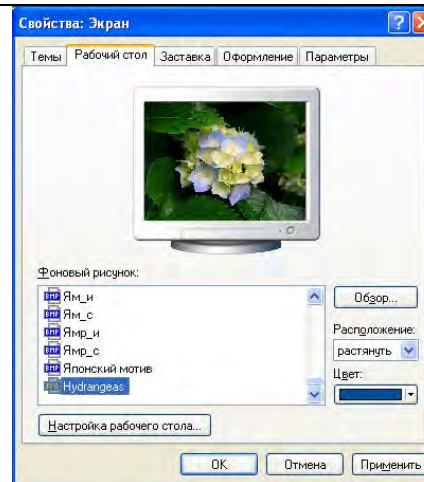 Свойства: Экран
Темы Рабочий стол Заставка Оформление Параметры
Фоновый рисунок:
Ям_и
Ям_с
Ямр_и
Ямр_с
Японский мотив
Hydrangeas
Обзор...
Расположение:
растянуть
Цвет:
Настройка рабочего стола...
ОК Отмена Применить